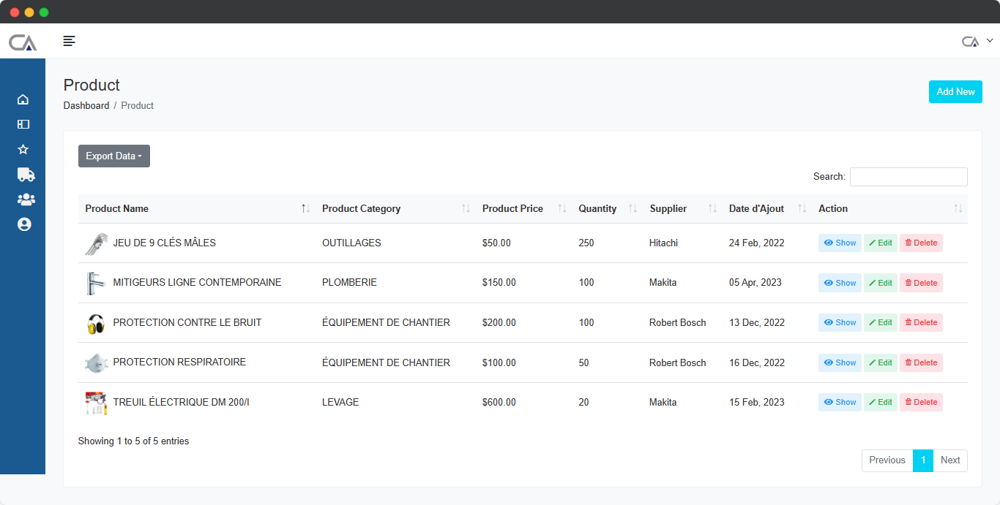 CA
CA
Product
Dashboard / Product
Add New
Export Data
Search:
Product Name Product Category Product Price Quantity Supplier Date d'Ajout Action
JEU DE 9 CLÉS MÂLES OUTILLAGES $50.00 250 Hitachi 24 Feb, 2022 Show Edit Delete
MITIGEURS LIGNE CONTEMPORAINE PLOMBERIE $150.00 100 Makita 05 Apr, 2023 Show Edit Delete
PROTECTION CONTRE LE BRUIT ÉQUIPEMENT DE CHANTIER $200.00 100 Robert Bosch 13 Dec, 2022 Show Edit Delete
PROTECTION RESPIRATOIRE ÉQUIPEMENT DE CHANTIER $100.00 50 Robert Bosch 16 Dec, 2022 Show Edit Delete
TREUIL ÉLECTRIQUE DM 200/I LEVAGE $600.00 20 Makita 15 Feb, 2023 Show Edit Delete
Showing 1 to 5 of 5 entries
Previous 1 Next